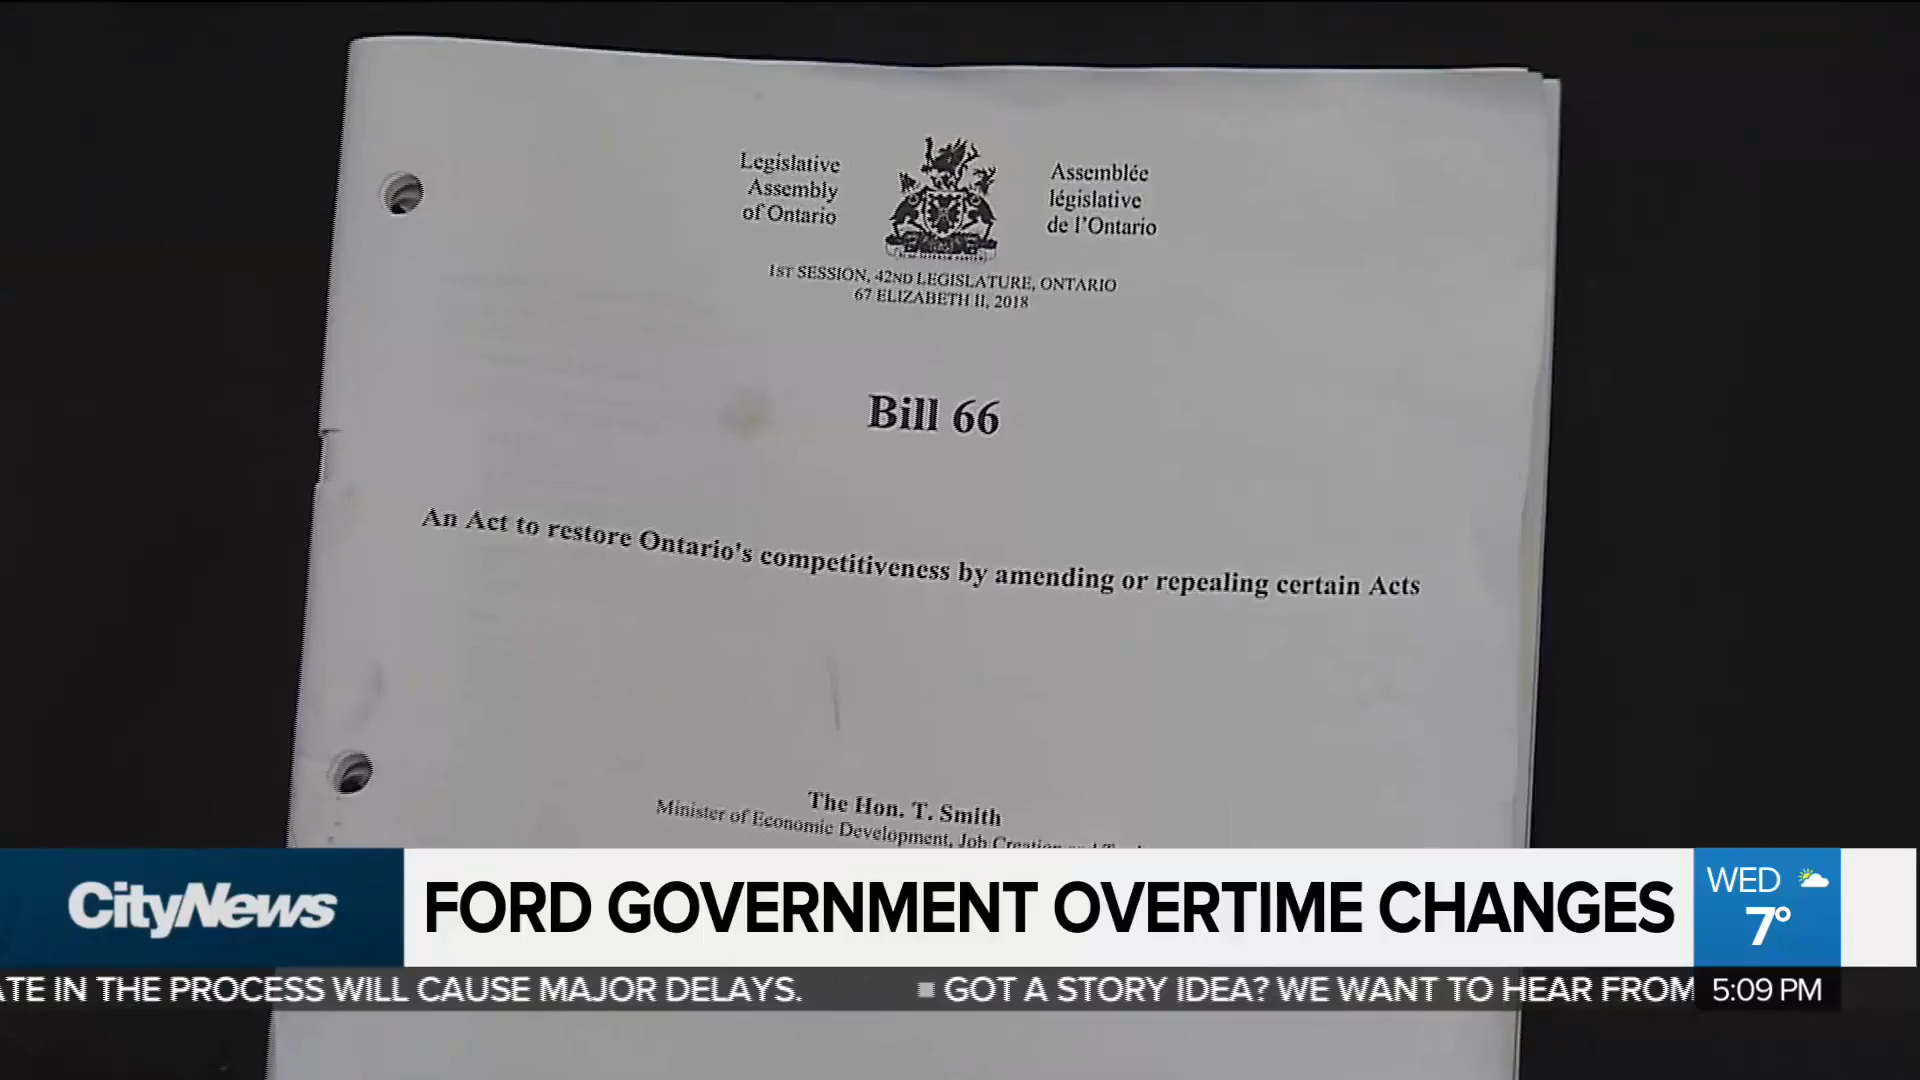 Legislative
Assembly
of Ontario
Assemblée
législative
de l'Ontario
1ST SESSION, 42ND LEGISLATURE, ONTARIO
67 ELIZABETH II, 2018
Bill 66
An Act to restore Ontario's competitiveness by amending or repealing certain Acts
The Hon. T. Smith
Minister of Economic Development, Job Creation and
CityNews
FORD GOVERNMENT OVERTIME CHANGES
WED
7°
ATE IN THE PROCESS WILL CAUSE MAJOR DELAYS.
GOT A STORY IDEA? WE WANT TO HEAR FROM
5:09 PM